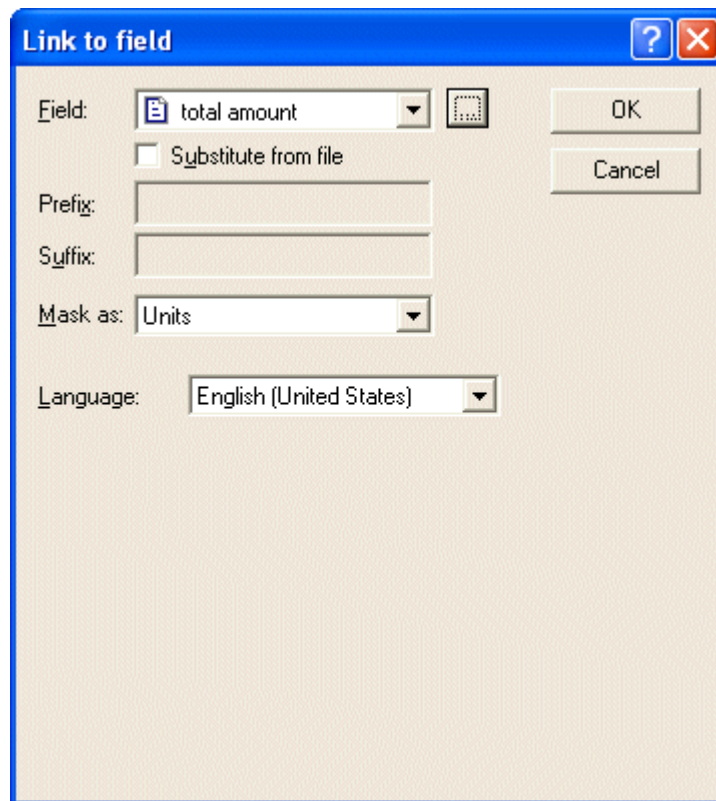 Link to field
Field: total amount OK
Substitute from file
Cancel
Prefix:
Suffix:
Mask as: Units
Language: English (United States)